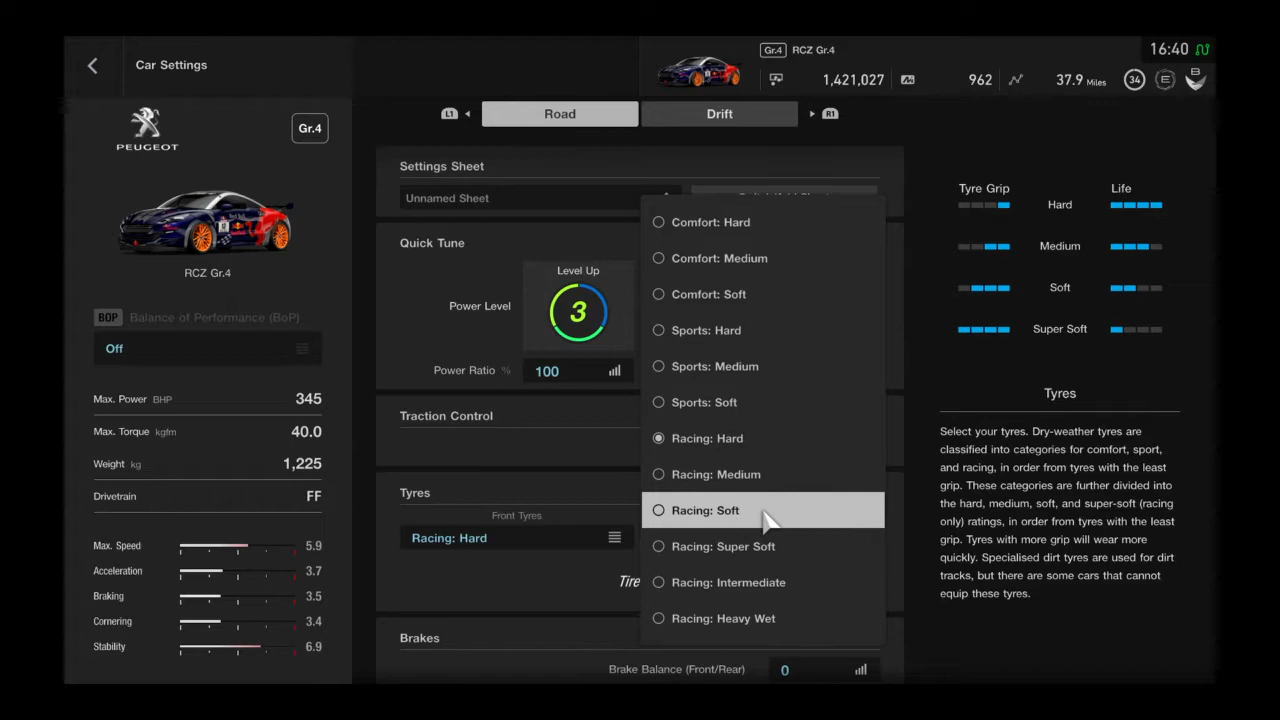 Car Settings
Gr.4 RCZ Gr.4
16:40
1,421,027
962
37.9 Miles
34
E
B
PEUGEOT
Gr.4
RCZ Gr.4
BOP Balance of Performance (BoP)
Off
Max. Power BHP 345
Max. Torque kgfm 40.0
Weight kg 1,225
Drivetrain FF
Max. Speed 5.9
Acceleration 3.7
Braking 3.5
Cornering 3.4
Stability 6.9
L1 Road Drift R1
Settings Sheet
Unnamed Sheet
Quick Tune
Level Up
Power Level 3
Power Ratio % 100
Traction Control
Tyres
Front Tyres
Racing: Hard
Tire
Brakes
Brake Balance (Front/Rear) 0
Comfort: Hard
Comfort: Medium
Comfort: Soft
Sports: Hard
Sports: Medium
Sports: Soft
Racing: Hard
Racing: Medium
Racing: Soft
Racing: Super Soft
Racing: Intermediate
Racing: Heavy Wet
Tyre Grip Life
Hard
Medium
Soft
Super Soft
Tyres
Select your tyres. Dry-weather tyres are
classified into categories for comfort, sport,
and racing, in order from tyres with the least
grip. These categories are further divided into
the hard, medium, soft, and super-soft (racing
only) ratings, in order from tyres with the least
grip. Tyres with more grip will wear more
quickly. Specialised dirt tyres are used for dirt
tracks, but there are some cars that cannot
equip these tyres.